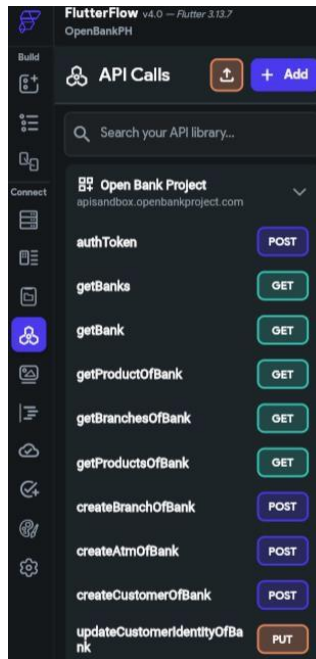 FlutterFlow v4.0 — Flutter 3.13.7
OpenBankPH
Build
API Calls
+ Add
Search your API library...
Connect
Open Bank Project
apisandbox.openbankproject.com
authToken POST
getBanks GET
getBank GET
getProductOfBank GET
getBranchesOfBank GET
getProductsOfBank GET
createBranchOfBank POST
createAtmOfBank POST
createCustomerOfBank POST
updateCustomerIdentityOfBa
nk PUT